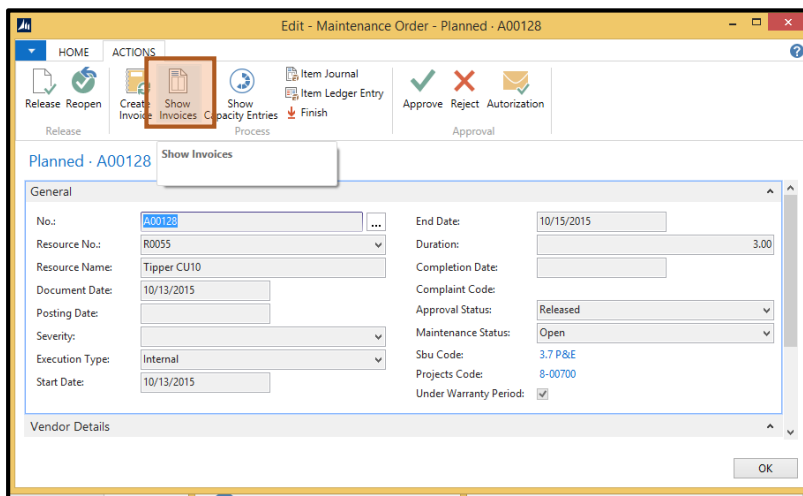 Edit - Maintenance Order - Planned · A00128
HOME ACTIONS
Release Reopen
Create Invoice
Show Invoices
Show Capacity Entries
Item Journal
Item Ledger Entry
Finish
Approve Reject Autorization
Release Process Approval
Planned · A00128
Show Invoices
General
No.: A00128 ...
Resource No.: R0055
Resource Name: Tipper CU10
Document Date: 10/13/2015
Posting Date:
Severity:
Execution Type: Internal
Start Date: 10/13/2015
End Date: 10/15/2015
Duration: 3.00
Completion Date:
Complaint Code:
Approval Status: Released
Maintenance Status: Open
Sbu Code: 3.7 P&E
Projects Code: 8-00700
Under Warranty Period:
Vendor Details
OK